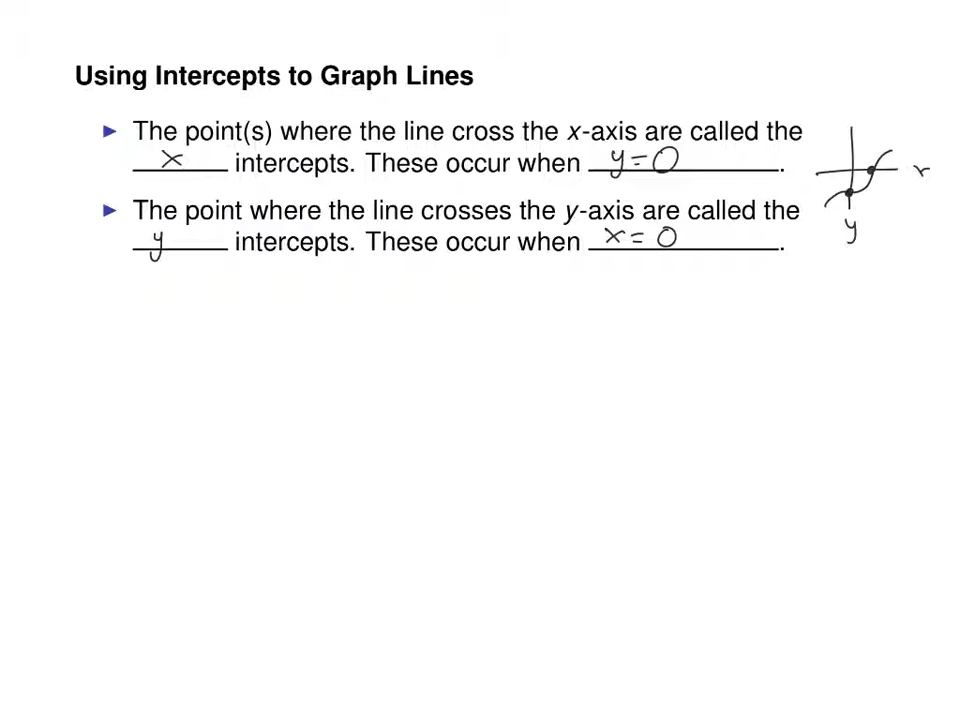 Using Intercepts to Graph Lines
▶ The point(s) where the line cross the x-axis are called the
x intercepts. These occur when y=0.
▶ The point where the line crosses the y-axis are called the
y intercepts. These occur when x=0.
y